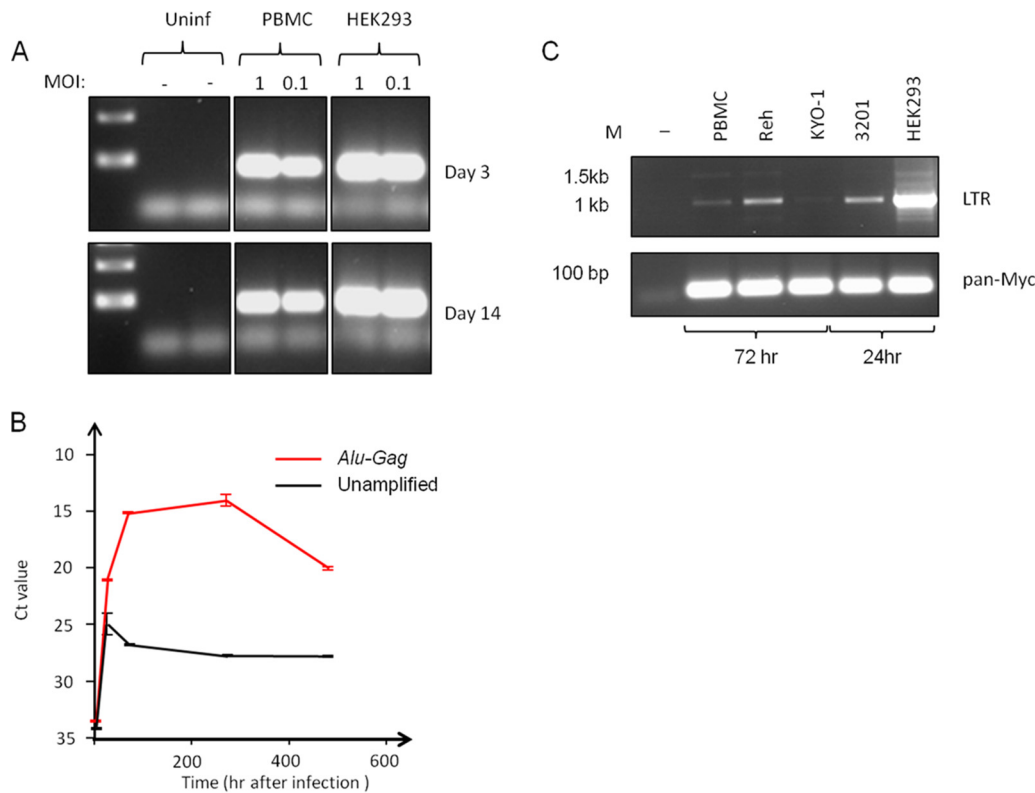 A
Uninf PBMC HEK293
MOI: - - 1 0.1 1 0.1
Day 3
Day 14
B
Alu-Gag
Unamplified
10
15
20
25
30
35
Ct value
200 400 600
Time (hr after infection )
C
M – PBMC Reh KYO-1 3201 HEK293
1.5kb
1 kb
LTR
100 bp
pan-Myc
72 hr 24hr